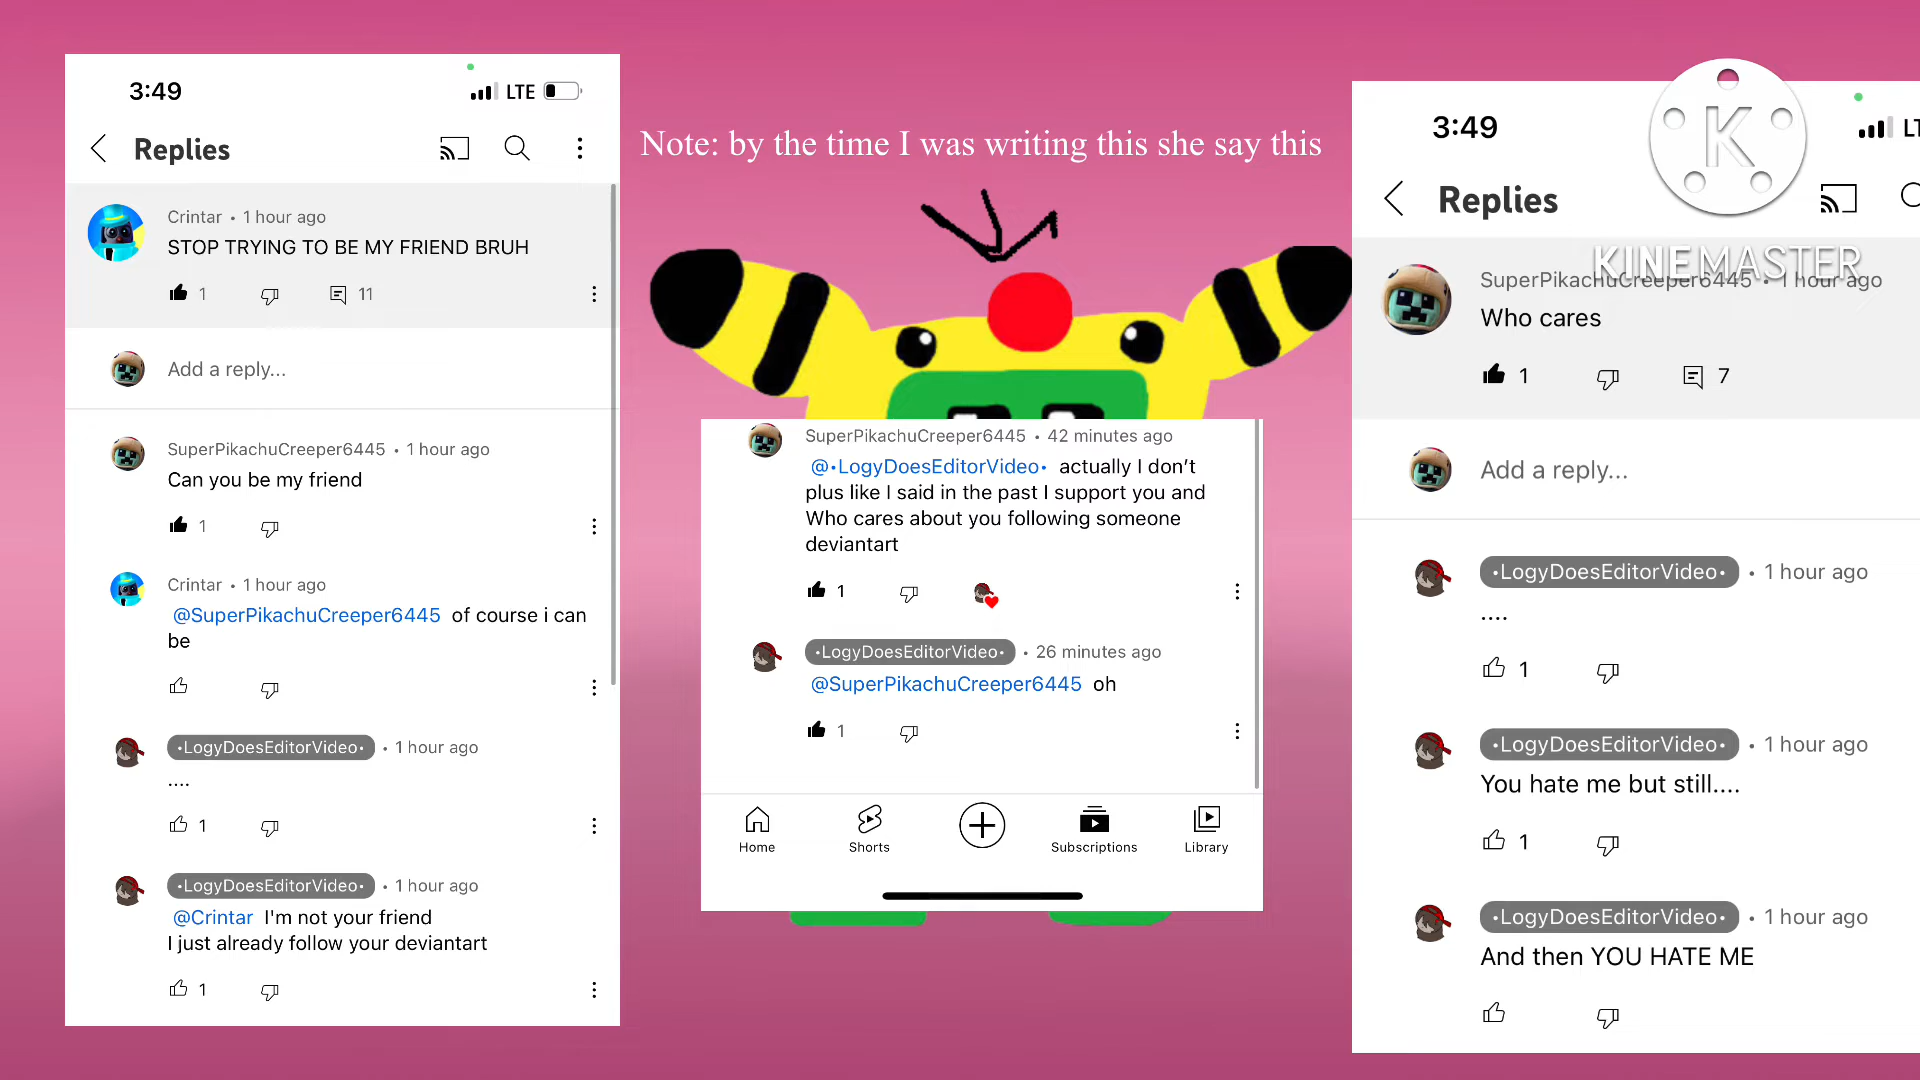 3:49
LTE
Replies
Crintar • 1 hour ago
STOP TRYING TO BE MY FRIEND BRUH
1
11
Add a reply...
SuperPikachuCreeper6445 • 1 hour ago
Can you be my friend
1
Crintar • 1 hour ago
@SuperPikachuCreeper6445 of course i can
be
•LogyDoesEditorVideo• • 1 hour ago
....
1
•LogyDoesEditorVideo• • 1 hour ago
@Crintar I'm not your friend
I just already follow your deviantart
1
Note: by the time I was writing this she say this
SuperPikachuCreeper6445 • 42 minutes ago
@•LogyDoesEditorVideo• actually I don't
plus like I said in the past I support you and
Who cares about you following someone
deviantart
1
•LogyDoesEditorVideo• • 26 minutes ago
@SuperPikachuCreeper6445 oh
1
Home
Shorts
Subscriptions
Library
3:49
LT
K
KINEMASTER
Replies
SuperPikachuCreeper6445 • 1 hour ago
Who cares
1
7
Add a reply...
•LogyDoesEditorVideo• • 1 hour ago
....
1
•LogyDoesEditorVideo• • 1 hour ago
You hate me but still....
1
•LogyDoesEditorVideo• • 1 hour ago
And then YOU HATE ME